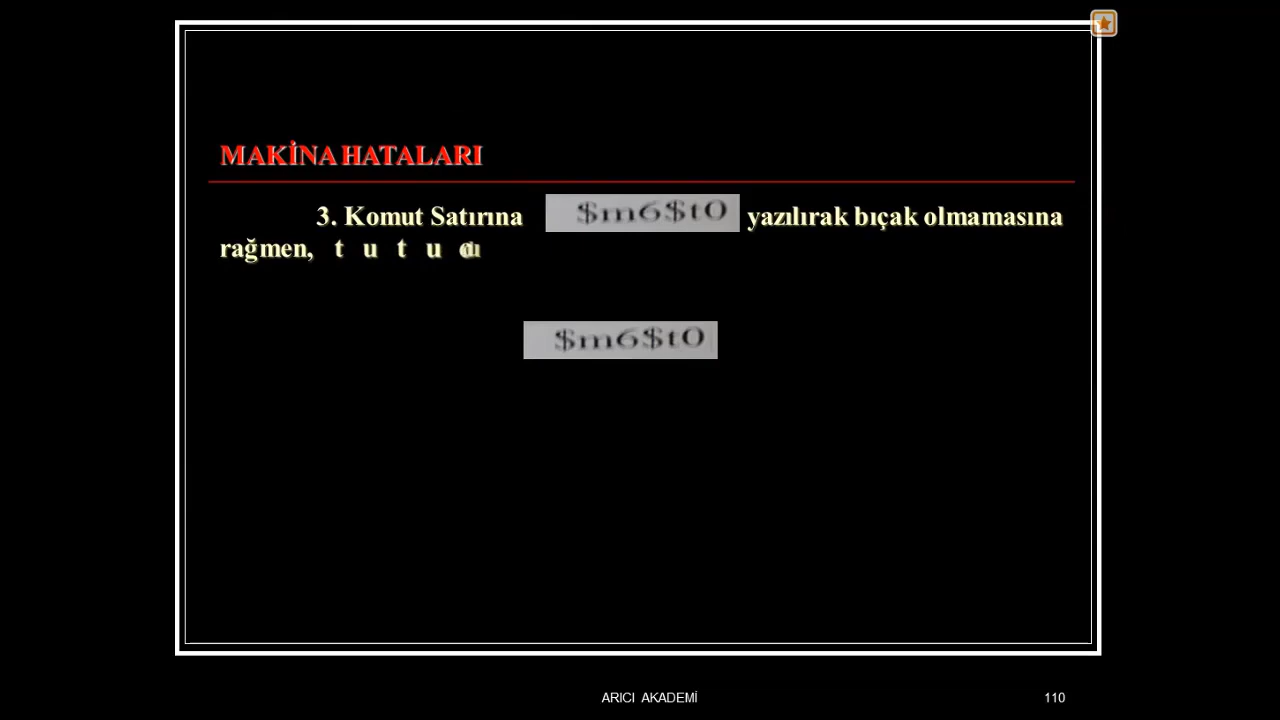 MAKİNA HATALARI
3. Komut Satırına $m6$t0 yazılırak bıçak olmamasına
rağmen, t u t u
$m6$t0
ARICI AKADEMİ 110